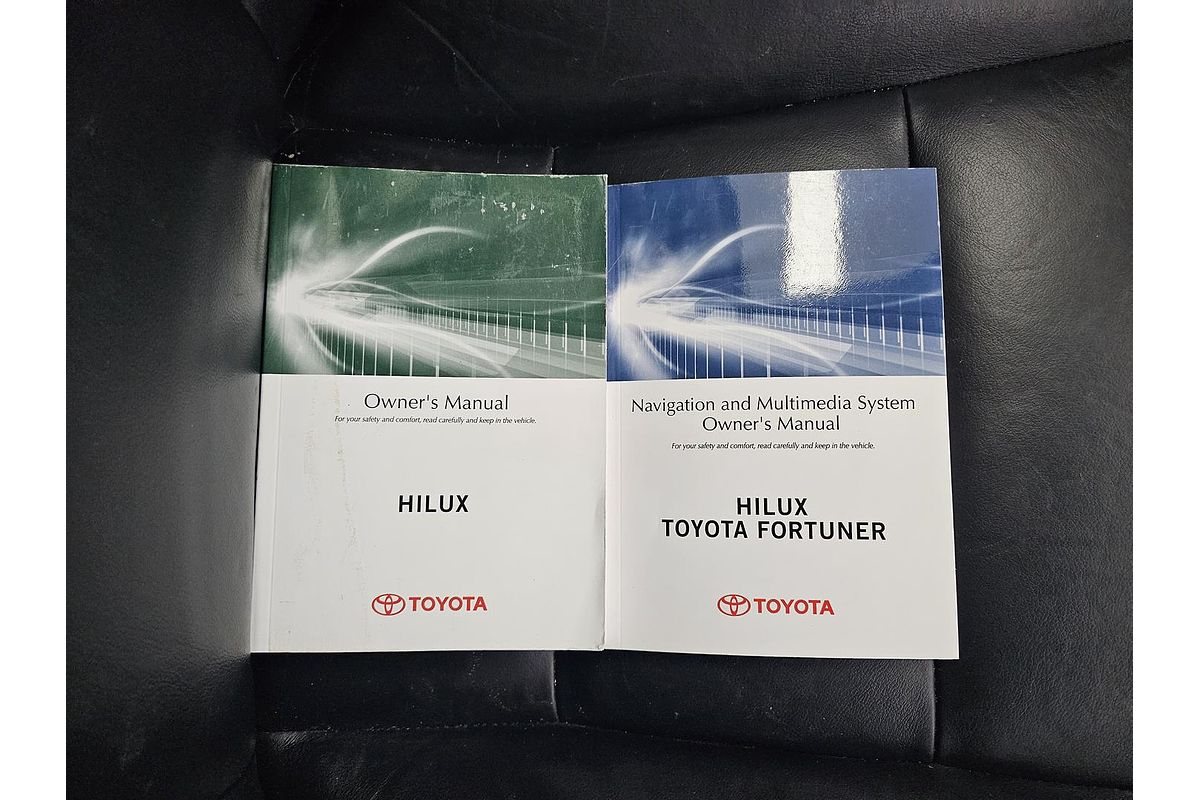 Owner's Manual
For your safety and comfort, read carefully and keep in the vehicle.
HILUX
TOYOTA
Navigation and Multimedia System
Owner's Manual
For your safety and comfort, read carefully and keep in the vehicle.
HILUX
TOYOTA FORTUNER
TOYOTA